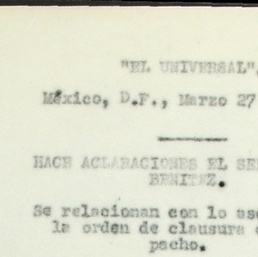 "EL UNIVERSAL",
México, D.F., Marzo 27
HACE ACLARACIONES EL
BENITEZ.
Se relacionan con lo
la orden de clausura
pacho.